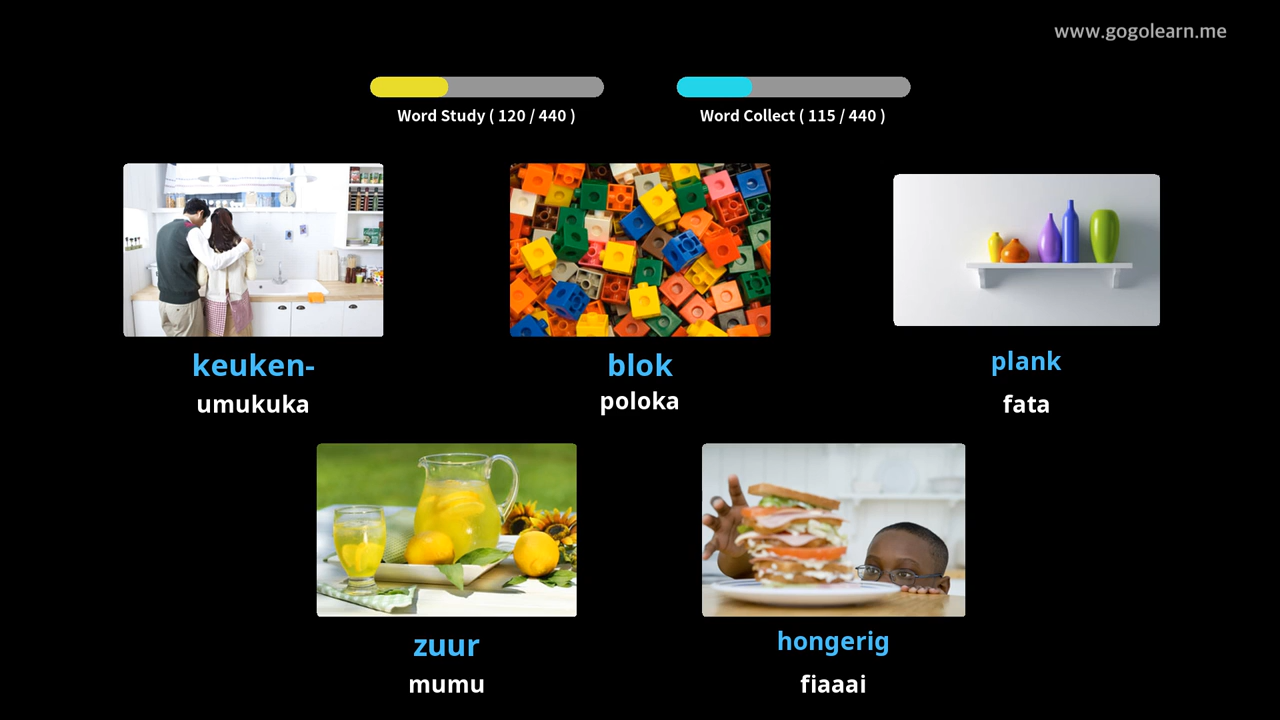 www.gogolearn.me
Word Study ( 120 / 440 )
Word Collect ( 115 / 440 )
keuken-
umukuka
blok
poloka
plank
fata
zuur
mumu
hongerig
fiaaai